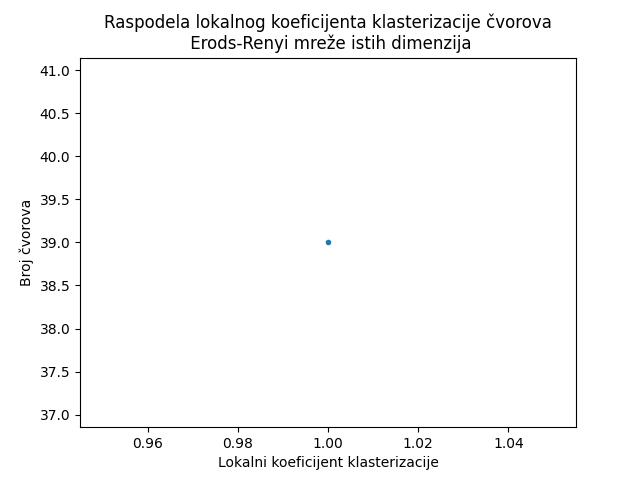 Raspodela lokalnog koeficijenta klasterizacije čvorova
Erods-Renyi mreže istih dimenzija
41.0
40.5
40.0
39.5
39.0
38.5
38.0
37.5
37.0
Broj čvorova
0.96 0.98 1.00 1.02 1.04
Lokalni koeficijent klasterizacije